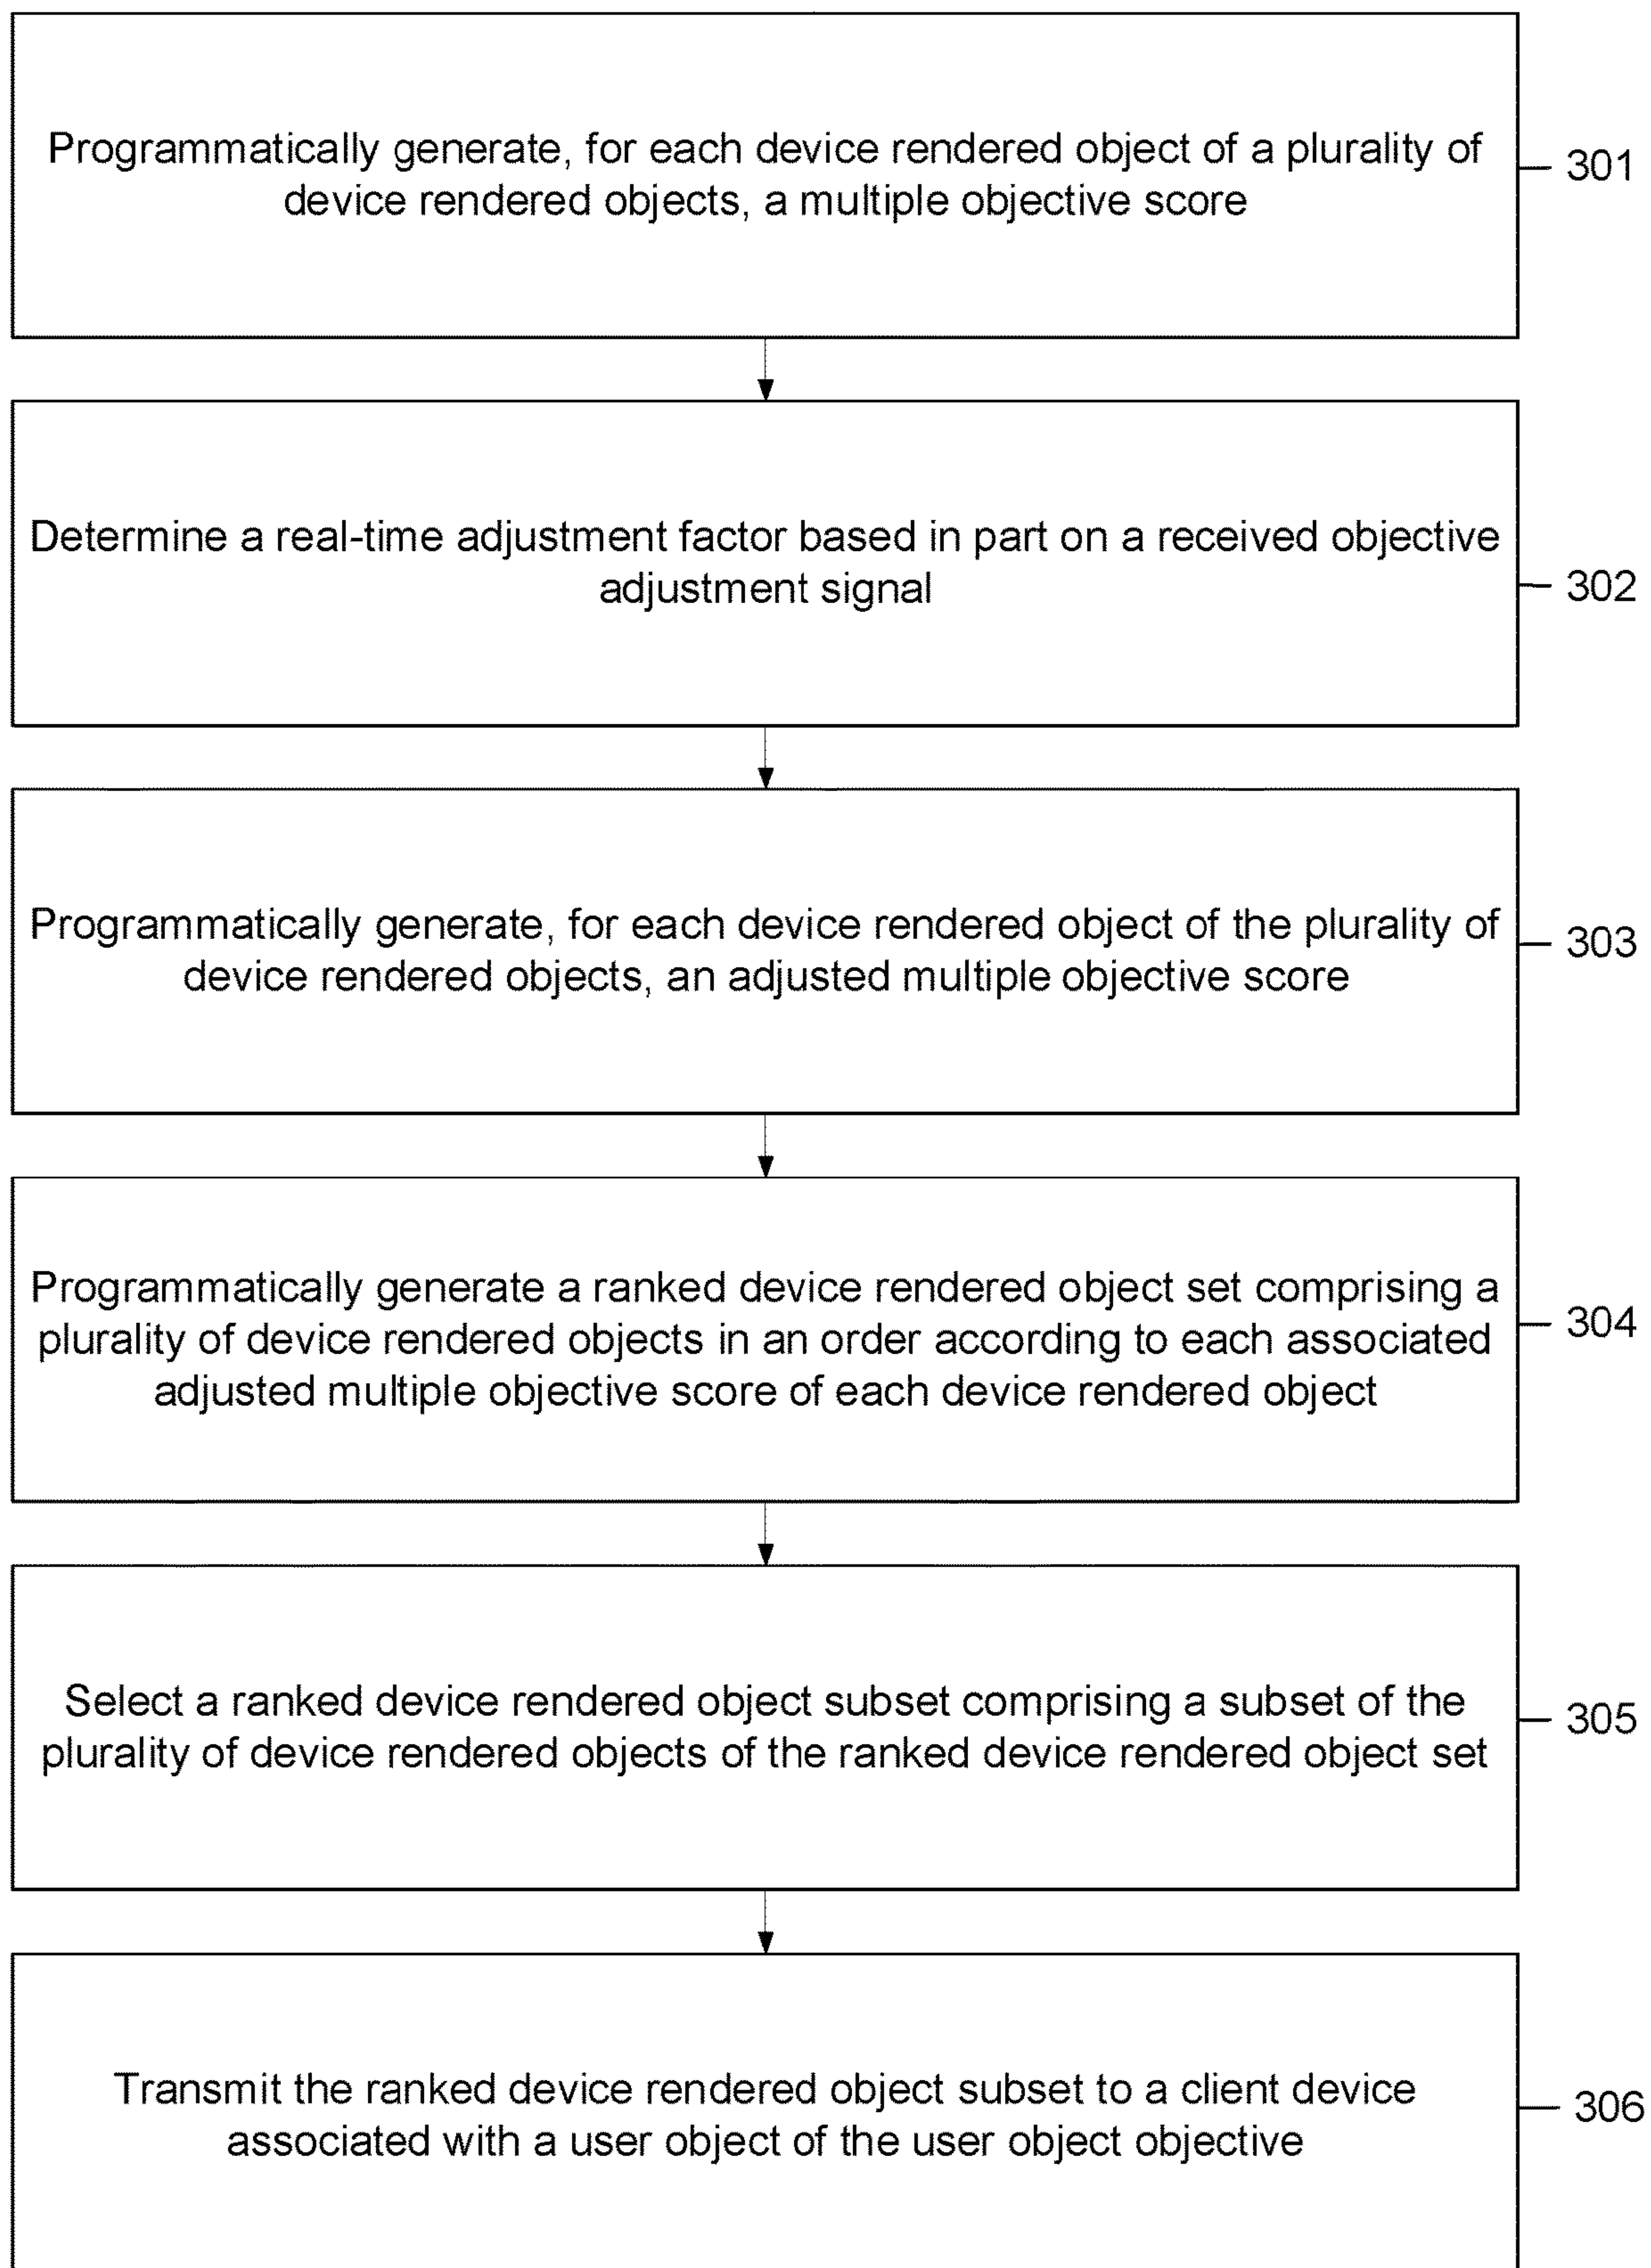 Programmatically generate, for each device rendered object of a plurality of
device rendered objects, a multiple objective score
301
Determine a real-time adjustment factor based in part on a received objective
adjustment signal
302
Programmatically generate, for each device rendered object of the plurality of
device rendered objects, an adjusted multiple objective score
303
Programmatically generate a ranked device rendered object set comprising a
plurality of device rendered objects in an order according to each associated
adjusted multiple objective score of each device rendered object
304
Select a ranked device rendered object subset comprising a subset of the
plurality of device rendered objects of the ranked device rendered object set
305
Transmit the ranked device rendered object subset to a client device
associated with a user object of the user object objective
306